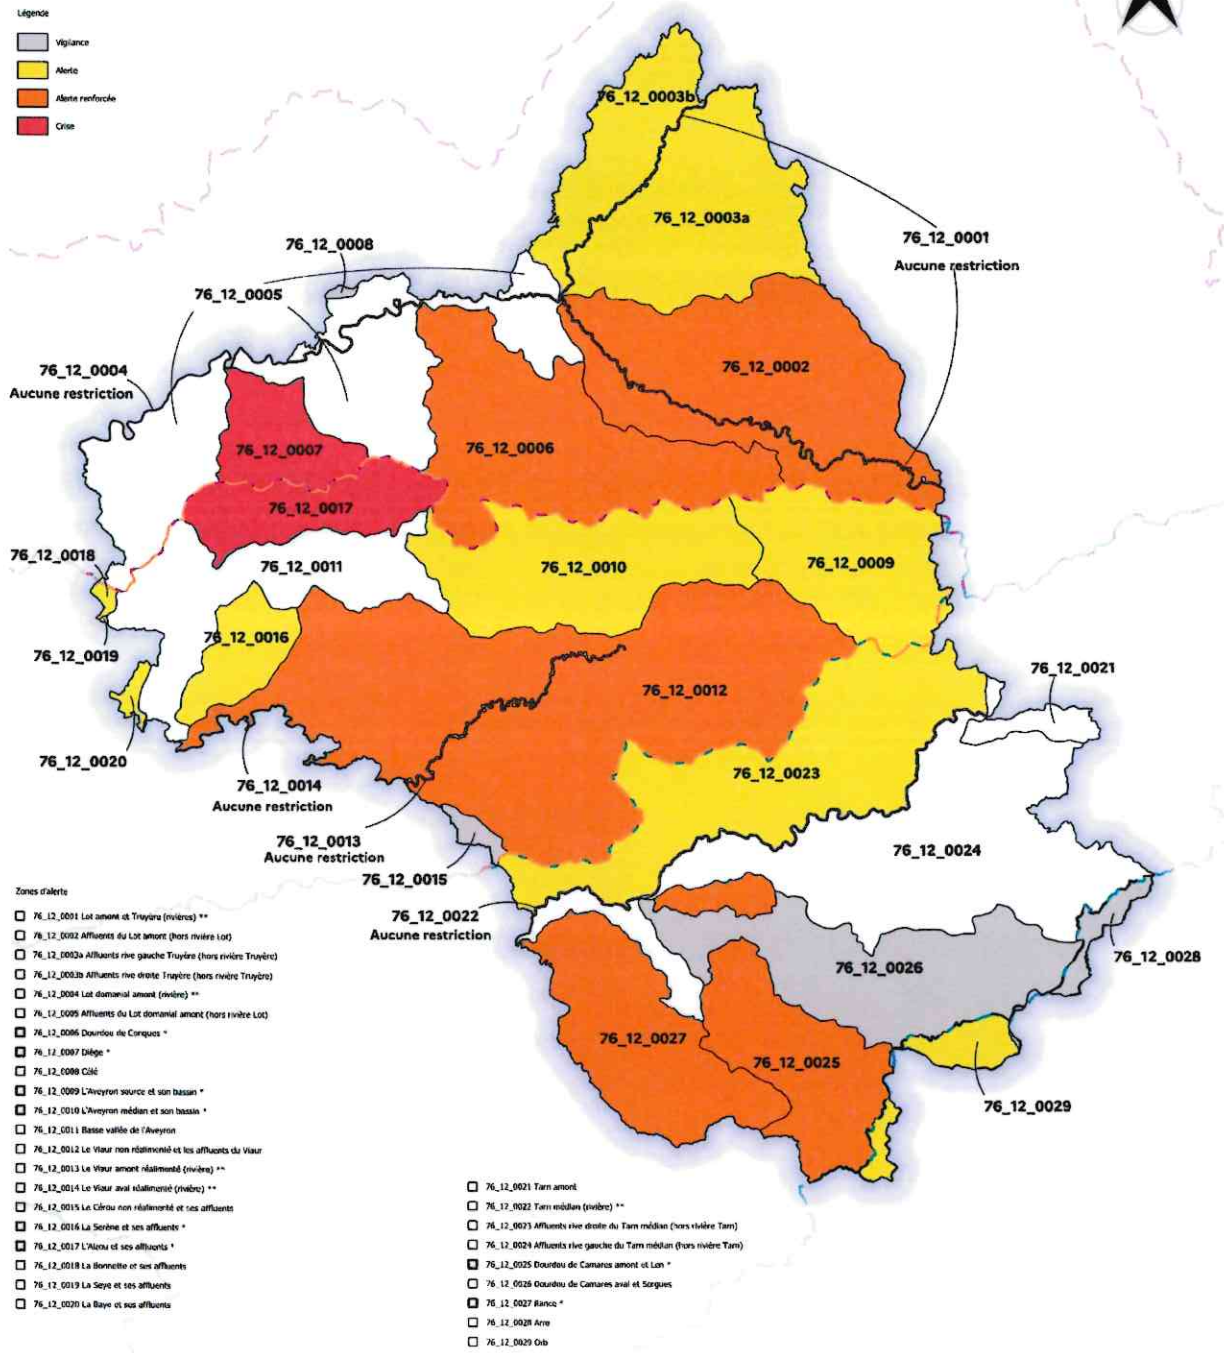 Légende
Vigilance
Alerte
Alerte renforcée
Crise
76_12_0003b
76_12_0003a
76_12_0001
Aucune restriction
76_12_0008
76_12_0005
76_12_0004
Aucune restriction
76_12_0002
76_12_0007
76_12_0006
76_12_0017
76_12_0018
76_12_0011
76_12_0010
76_12_0009
76_12_0016
76_12_0019
76_12_0012
76_12_0021
76_12_0020
76_12_0023
76_12_0014
Aucune restriction
76_12_0013
Aucune restriction
76_12_0024
76_12_0015
76_12_0022
Aucune restriction
76_12_0028
76_12_0026
76_12_0027
76_12_0025
76_12_0029
Zones d'alerte
76_12_0001 Lot amont et Truyère (rivières) **
76_12_0002 Affluents du Lot amont (hors rivière Lot)
76_12_0003a Affluents rive gauche Truyère (hors rivière Truyère)
76_12_0003b Affluents rive droite Truyère (hors rivière Truyère)
76_12_0004 Lot domanial amont (rivière) **
76_12_0005 Affluents du Lot domanial amont (hors rivière Lot)
76_12_0006 Dourdou de Conques *
76_12_0007 Diège *
76_12_0008 Célé
76_12_0009 L'Aveyron source et son bassin *
76_12_0010 L'Aveyron médian et son bassin *
76_12_0011 Basse vallée de l'Aveyron
76_12_0012 Le Viaur non réalimenté et les affluents du Viaur
76_12_0013 Le Viaur amont réalimenté (rivière) **
76_12_0014 Le Viaur aval réalimenté (rivière) **
76_12_0015 Le Cérou non réalimenté et ses affluents
76_12_0016 La Serène et ses affluents *
76_12_0017 L'Alzou et ses affluents *
76_12_0018 La Bonnette et ses affluents
76_12_0019 La Seye et ses affluents
76_12_0020 La Baye et ses affluents
76_12_0021 Tarn amont
76_12_0022 Tarn médian (rivière) **
76_12_0023 Affluents rive droite du Tarn médian (hors rivière Tarn)
76_12_0024 Affluents rive gauche du Tarn médian (hors rivière Tarn)
76_12_0025 Dourdou de Camares amont et Len *
76_12_0026 Dourdou de Camares aval et Sorgues
76_12_0027 Rance *
76_12_0028 Arre
76_12_0029 Orb